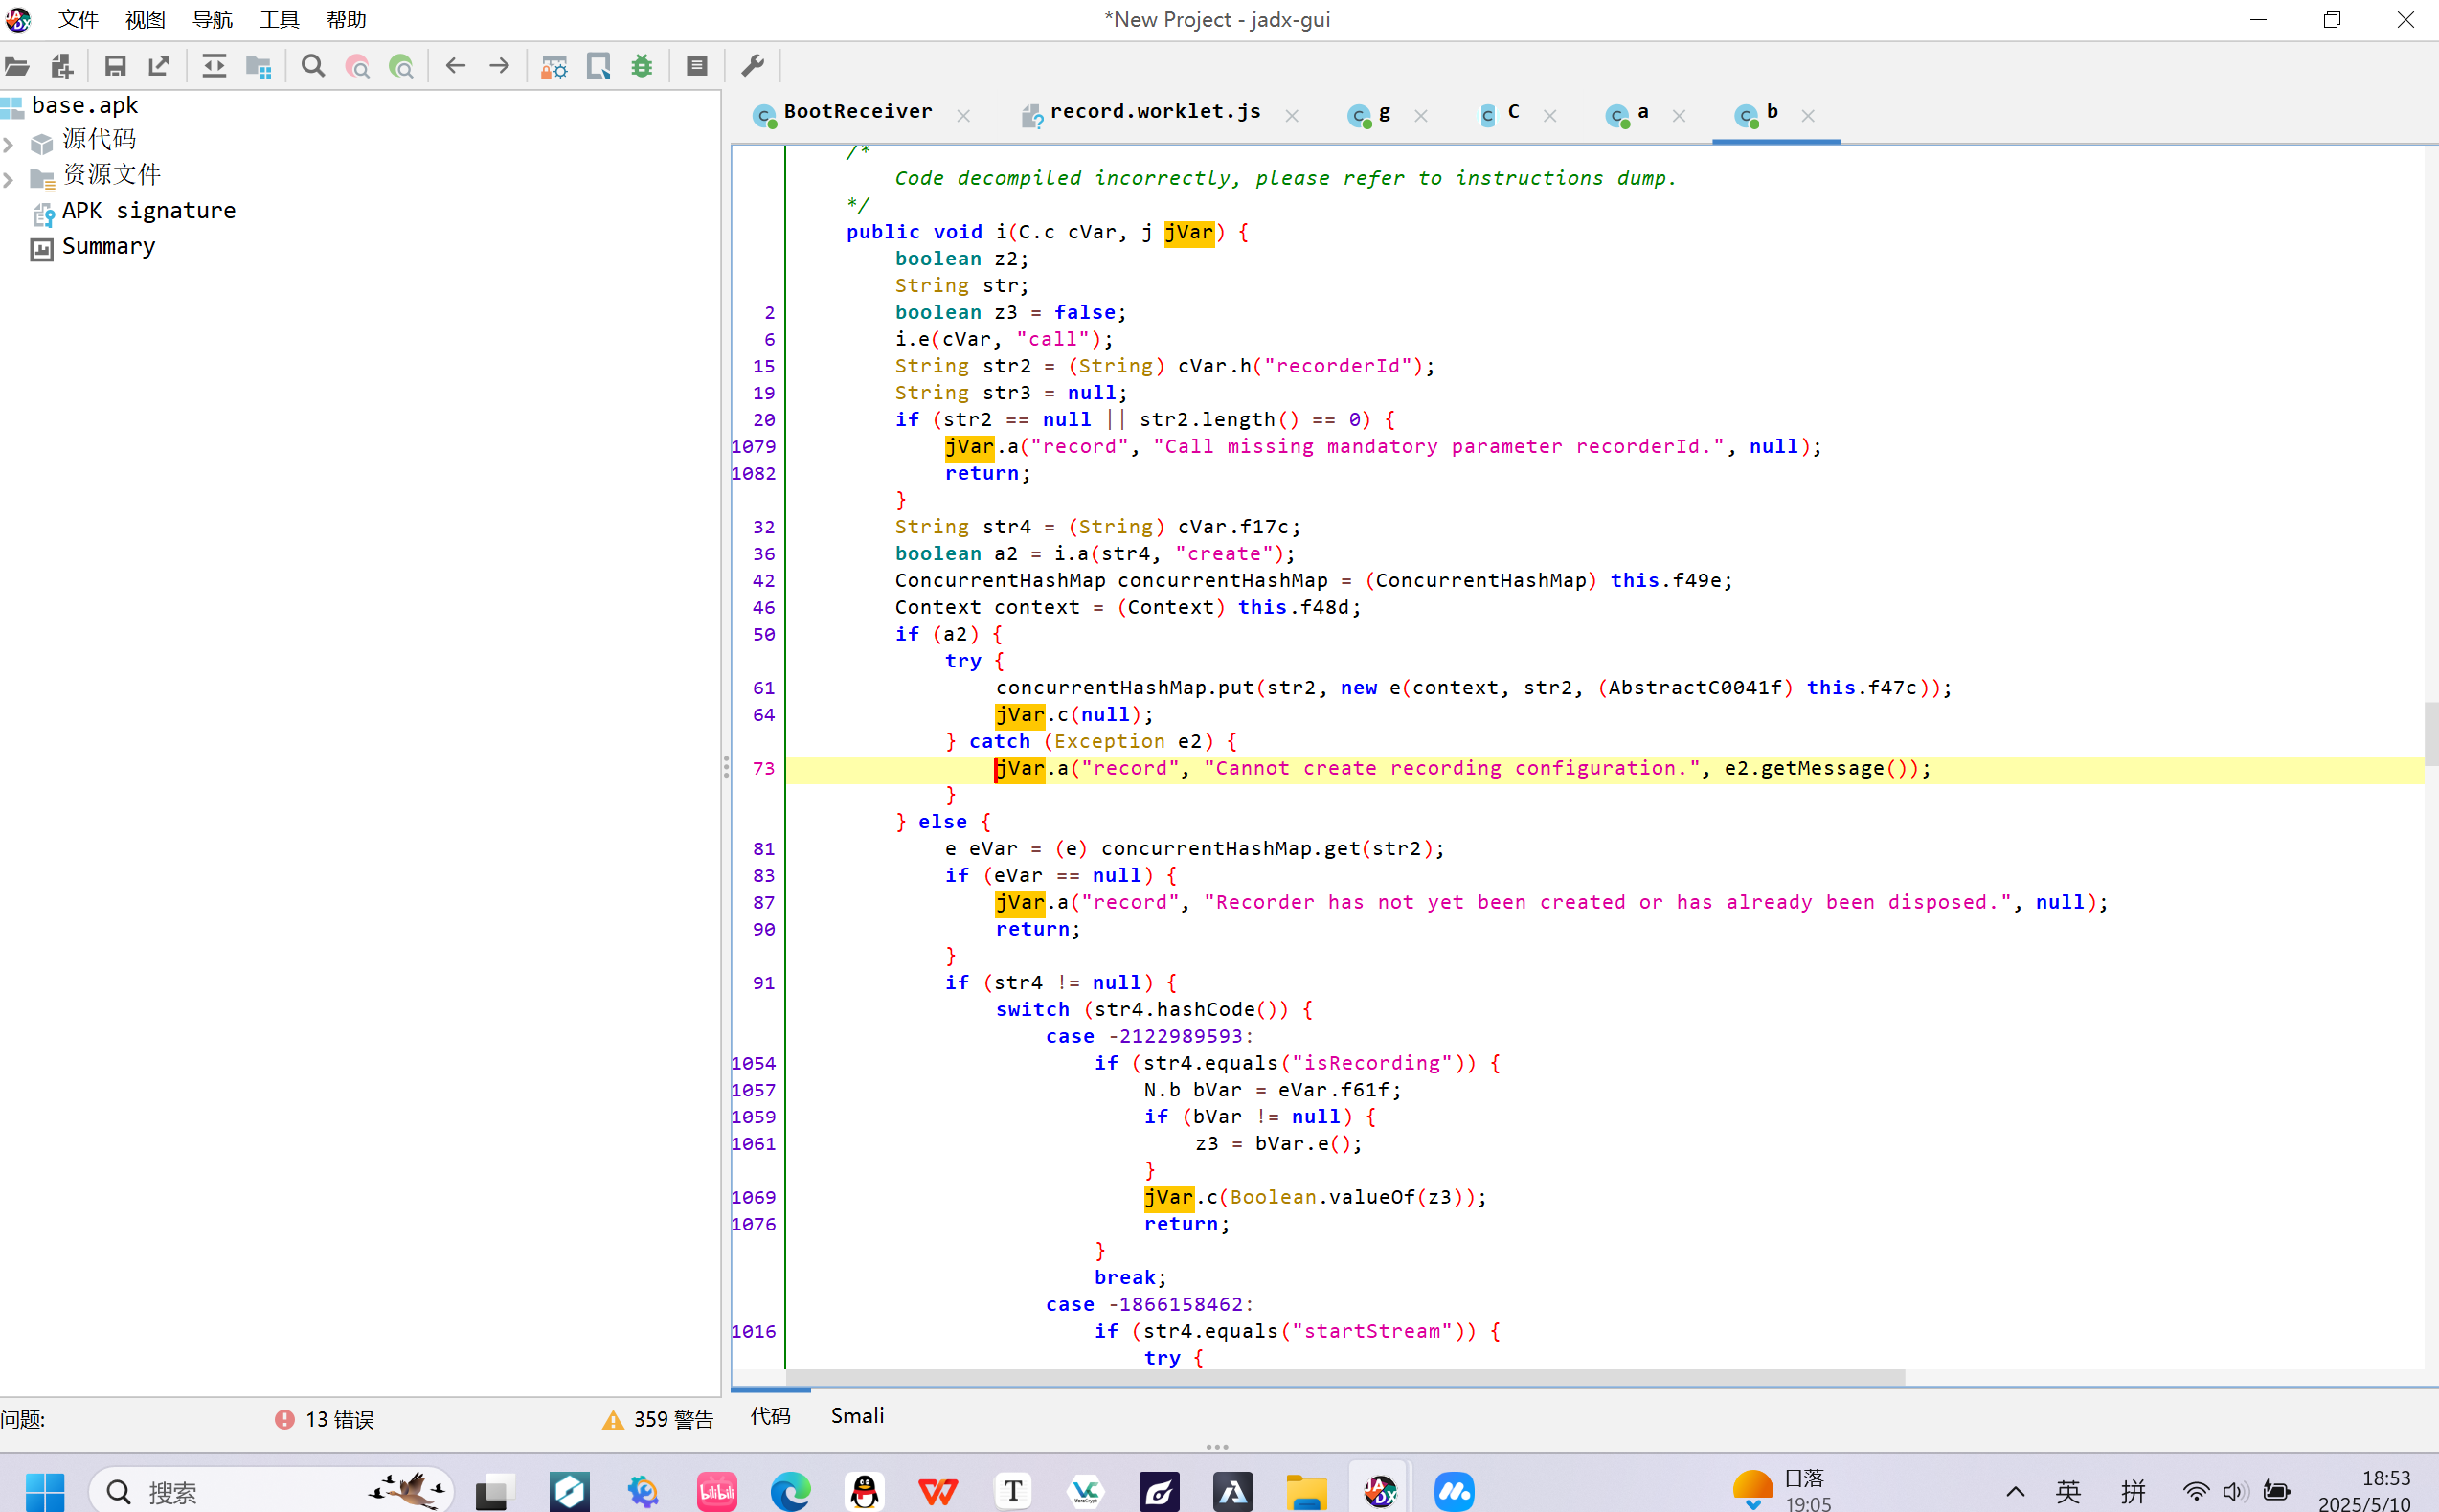 文件 视图 导航 工具 帮助 *New Project - jadx-gui
base.apk
源代码
资源文件
APK signature
Summary
BootReceiver record.worklet.js g C a b
/*
Code decompiled incorrectly, please refer to instructions dump.
*/
public void i(C.c cVar, j jVar) {
boolean z2;
String str;
2 boolean z3 = false;
6 i.e(cVar, "call");
15 String str2 = (String) cVar.h("recorderId");
19 String str3 = null;
20 if (str2 == null || str2.length() == 0) {
1079 jVar.a("record", "Call missing mandatory parameter recorderId.", null);
1082 return;
}
32 String str4 = (String) cVar.f17c;
36 boolean a2 = i.a(str4, "create");
42 ConcurrentHashMap concurrentHashMap = (ConcurrentHashMap) this.f49e;
46 Context context = (Context) this.f48d;
50 if (a2) {
try {
61 concurrentHashMap.put(str2, new e(context, str2, (AbstractC0041f) this.f47c));
64 jVar.c(null);
} catch (Exception e2) {
73 jVar.a("record", "Cannot create recording configuration.", e2.getMessage());
}
} else {
81 e eVar = (e) concurrentHashMap.get(str2);
83 if (eVar == null) {
87 jVar.a("record", "Recorder has not yet been created or has already been disposed.", null);
90 return;
}
91 if (str4 != null) {
switch (str4.hashCode()) {
case -2122989593:
1054 if (str4.equals("isRecording")) {
1057 N.b bVar = eVar.f61f;
1059 if (bVar != null) {
1061 z3 = bVar.e();
}
1069 jVar.c(Boolean.valueOf(z3));
1076 return;
}
break;
case -1866158462:
1016 if (str4.equals("startStream")) {
try {
问题: 13 错误 359 警告 代码 Smali
搜索 日落 19:05 英 拼 18:53
2025/5/10